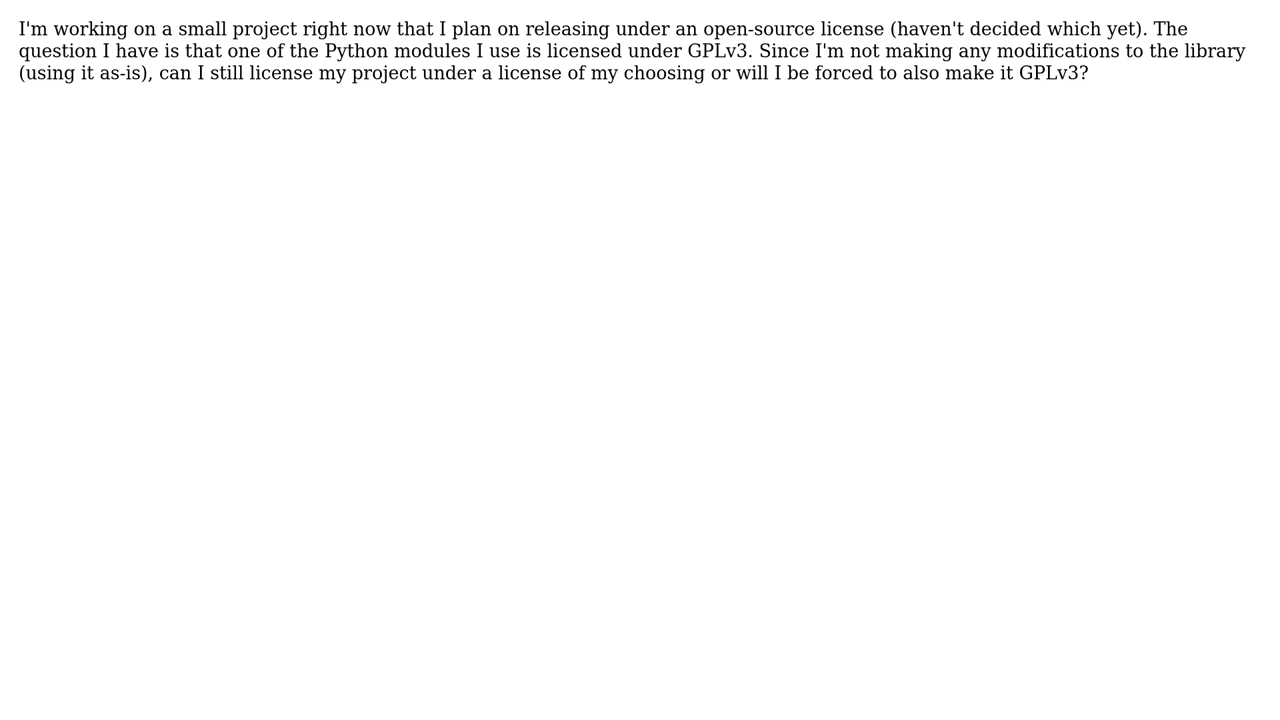 I'm working on a small project right now that I plan on releasing under an open-source license (haven't decided which yet). The
question I have is that one of the Python modules I use is licensed under GPLv3. Since I'm not making any modifications to the library
(using it as-is), can I still license my project under a license of my choosing or will I be forced to also make it GPLv3?